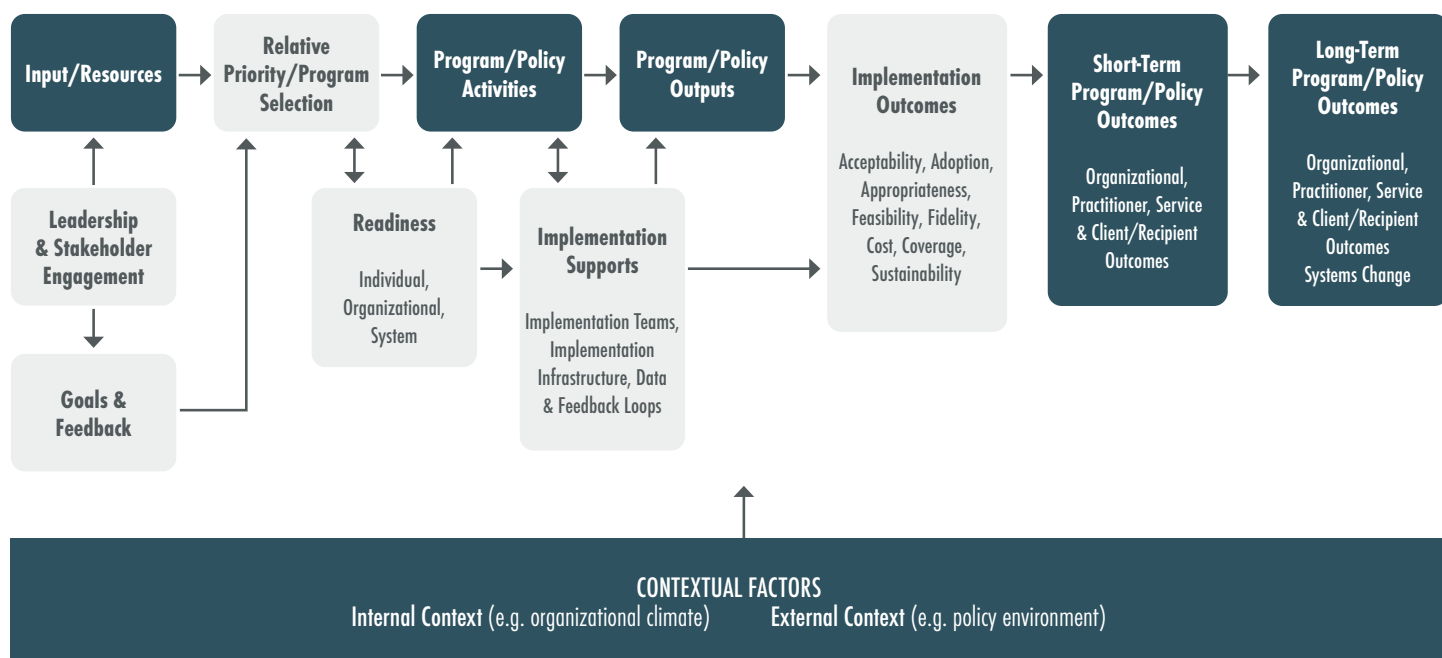 Input/Resources
Relative
Priority/Program
Selection
Program/Policy
Activities
Program/Policy
Outputs
Implementation
Outcomes
Acceptability, Adoption,
Appropriateness,
Feasibility, Fidelity,
Cost, Coverage,
Sustainability
Short-Term
Program/Policy
Outcomes
Organizational,
Practitioner, Service
& Client/Recipient
Outcomes
Long-Term
Program/Policy
Outcomes
Organizational,
Practitioner, Service
& Client/Recipient
Outcomes
Systems Change
Leadership
& Stakeholder
Engagement
Readiness
Individual,
Organizational,
System
Implementation
Supports
Implementation Teams,
Implementation
Infrastructure, Data
& Feedback Loops
Goals &
Feedback
CONTEXTUAL FACTORS
Internal Context (e.g. organizational climate) External Context (e.g. policy environment)